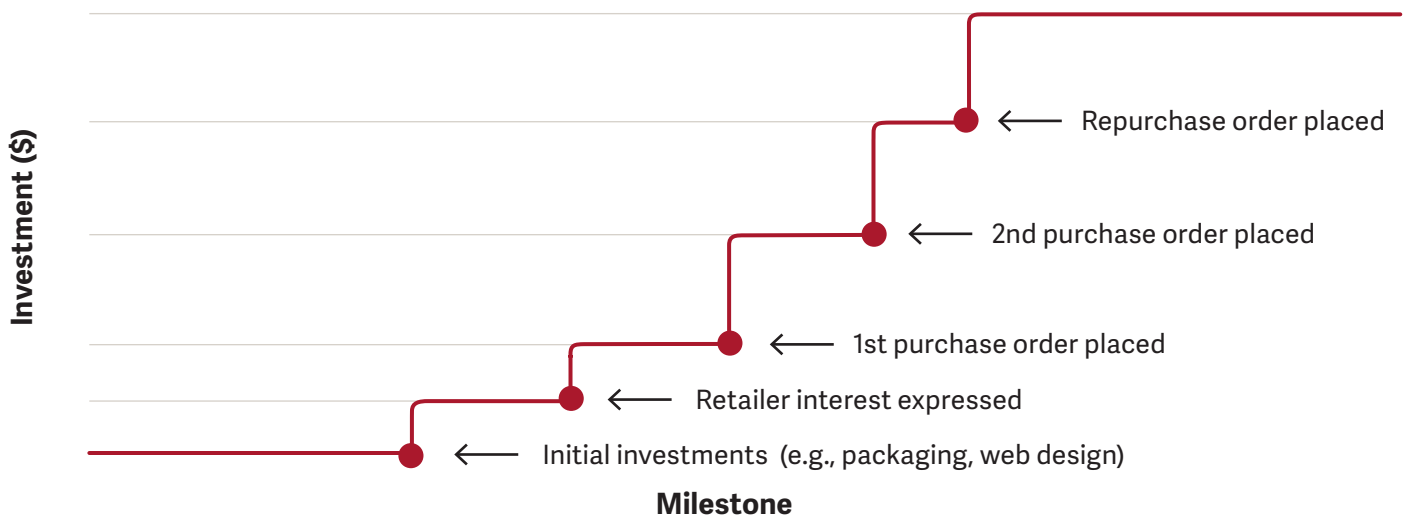 Investment ($)
Repurchase order placed
2nd purchase order placed
1st purchase order placed
Retailer interest expressed
Initial investments (e.g., packaging, web design)
Milestone